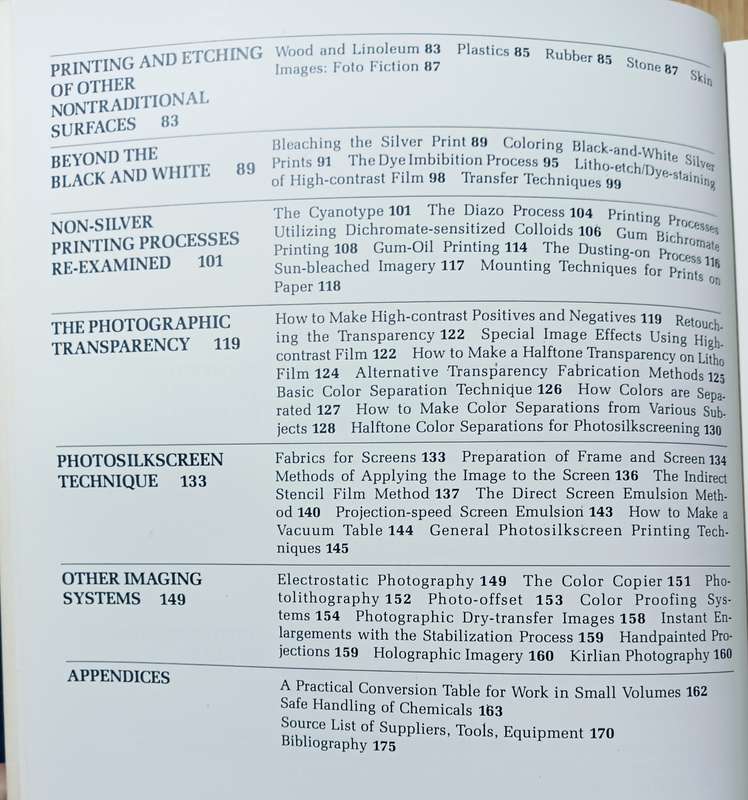 PRINTING AND ETCHING
OF OTHER
NONTRADITIONAL
SURFACES 83
Wood and Linoleum 83 Plastics 85 Rubber 85 Stone 87 Skin
Images: Foto Fiction 87
BEYOND THE
BLACK AND WHITE 89
Bleaching the Silver Print 89 Coloring Black-and-White Silver
Prints 91 The Dye Imbibition Process 95 Litho-etch/Dye-staining
of High-contrast Film 98 Transfer Techniques 99
NON-SILVER
PRINTING PROCESSES
RE-EXAMINED 101
The Cyanotype 101 The Diazo Process 104 Printing Processes
Utilizing Dichromate-sensitized Colloids 106 Gum Bichromate
Printing 108 Gum-Oil Printing 114 The Dusting-on Process 116
Sun-bleached Imagery 117 Mounting Techniques for Prints on
Paper 118
THE PHOTOGRAPHIC
TRANSPARENCY 119
How to Make High-contrast Positives and Negatives 119 Retouch-
ing the Transparency 122 Special Image Effects Using High-
contrast Film 122 How to Make a Halftone Transparency on Litho
Film 124 Alternative Transparency Fabrication Methods 125
Basic Color Separation Technique 126 How Colors are Sepa-
rated 127 How to Make Color Separations from Various Sub-
jects 128 Halftone Color Separations for Photosilkscreening 130
PHOTOSILKSCREEN
TECHNIQUE 133
Fabrics for Screens 133 Preparation of Frame and Screen 134
Methods of Applying the Image to the Screen 136 The Indirect
Stencil Film Method 137 The Direct Screen Emulsion Meth-
od 140 Projection-speed Screen Emulsion 143 How to Make a
Vacuum Table 144 General Photosilkscreen Printing Tech-
niques 145
OTHER IMAGING
SYSTEMS 149
Electrostatic Photography 149 The Color Copier 151 Pho-
tolithography 152 Photo-offset 153 Color Proofing Sys-
tems 154 Photographic Dry-transfer Images 158 Instant En-
largements with the Stabilization Process 159 Handpainted Pro-
jections 159 Holographic Imagery 160 Kirlian Photography 160
APPENDICES
A Practical Conversion Table for Work in Small Volumes 162
Safe Handling of Chemicals 163
Source List of Suppliers, Tools, Equipment 170
Bibliography 175